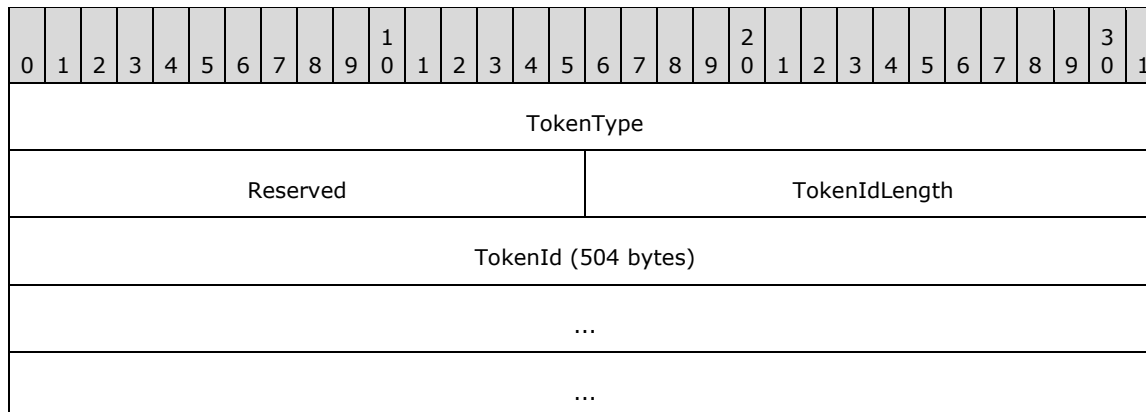 1 2 3
0 1 2 3 4 5 6 7 8 9 0 1 2 3 4 5 6 7 8 9 0 1 2 3 4 5 6 7 8 9 0 1
TokenType
Reserved TokenIdLength
TokenId (504 bytes)
...
...